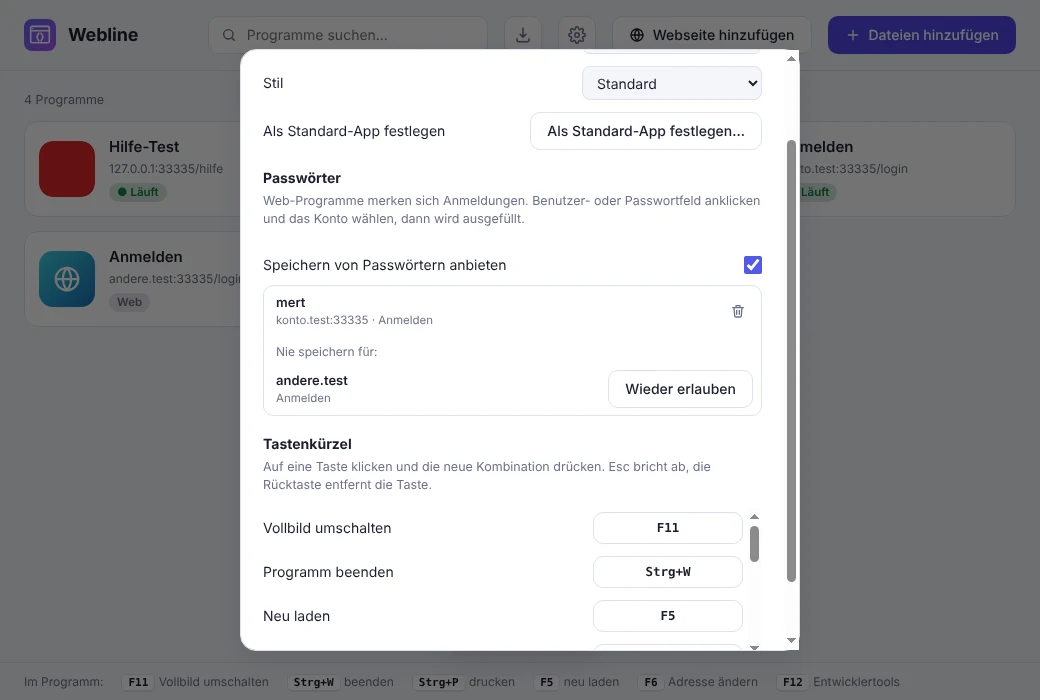 Webline
Programme suchen...
Webseite hinzufügen
Dateien hinzufügen
4 Programme
Hilfe-Test
127.0.0.1:33335/hilfe
Läuft
melden
to.test:33335/login
Läuft
Anmelden
andere.test:33335/login
Web
Stil
Standard
Als Standard-App festlegen
Als Standard-App festlegen...
Passwörter
Web-Programme merken sich Anmeldungen. Benutzer- oder Passwortfeld anklicken
und das Konto wählen, dann wird ausgefüllt.
Speichern von Passwörtern anbieten
mert
konto.test:33335 · Anmelden
Nie speichern für:
andere.test
Anmelden
Wieder erlauben
Tastenkürzel
Auf eine Taste klicken und die neue Kombination drücken. Esc bricht ab, die
Rücktaste entfernt die Taste.
Vollbild umschalten
F11
Programm beenden
Strg+W
Neu laden
F5
Im Programm: F11 Vollbild umschalten Strg+W beenden Strg+P drucken F5 neu laden F6 Adresse ändern F12 Entwicklertools